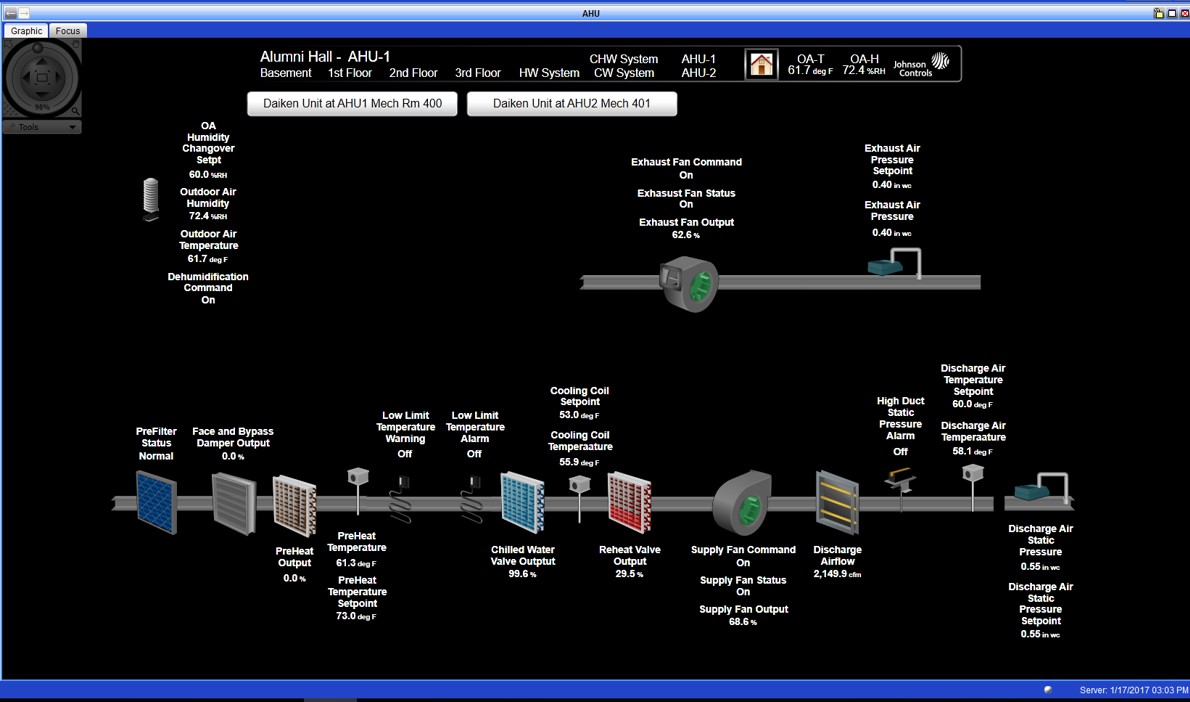 AHU
Graphic
Focus
98%
Tools
Alumni Hall - AHU-1
Basement 1st Floor 2nd Floor 3rd Floor HW System
CHW System AHU-1
CW System AHU-2
OA-T
61.7 deg F
OA-H
72.4 %RH
Johnson
Controls
Daiken Unit at AHU1 Mech Rm 400
Daiken Unit at AHU2 Mech 401
OA
Humidity
Changover
Setpt
60.0 %RH
Outdoor Air
Humidity
72.4 %RH
Outdoor Air
Temperature
61.7 deg F
Dehumidification
Command
On
Exhaust Fan Command
On
Exhasust Fan Status
On
Exhaust Fan Output
62.6 %
Exhaust Air
Pressure
Setpoint
0.40 in wc
Exhaust Air
Pressure
0.40 in wc
PreFilter
Status
Normal
Face and Bypass
Damper Output
0.0 %
PreHeat
Output
0.0 %
PreHeat
Temperature
61.3 deg F
PreHeat
Temperature
Setpoint
73.0 deg F
Low Limit
Temperature
Warning
Off
Low Limit
Temperature
Alarm
Off
Cooling Coil
Setpoint
53.0 deg F
Cooling Coil
Temperaature
55.9 deg F
Chilled Water
Valve Outptut
99.6 %
Reheat Valve
Output
29.5 %
Supply Fan Command
On
Supply Fan Status
On
Supply Fan Output
68.6 %
Discharge
Airflow
2,149.9 cfm
High Duct
Static
Pressure
Alarm
Off
Discharge Air
Temperature
Setpoint
60.0 deg F
Discharge Air
Temperaature
58.1 deg F
Discharge Air
Static
Pressure
0.55 in wc
Discharge Air
Static
Pressure
Setpoint
0.55 in wc
Server: 1/17/2017 03:03 PM